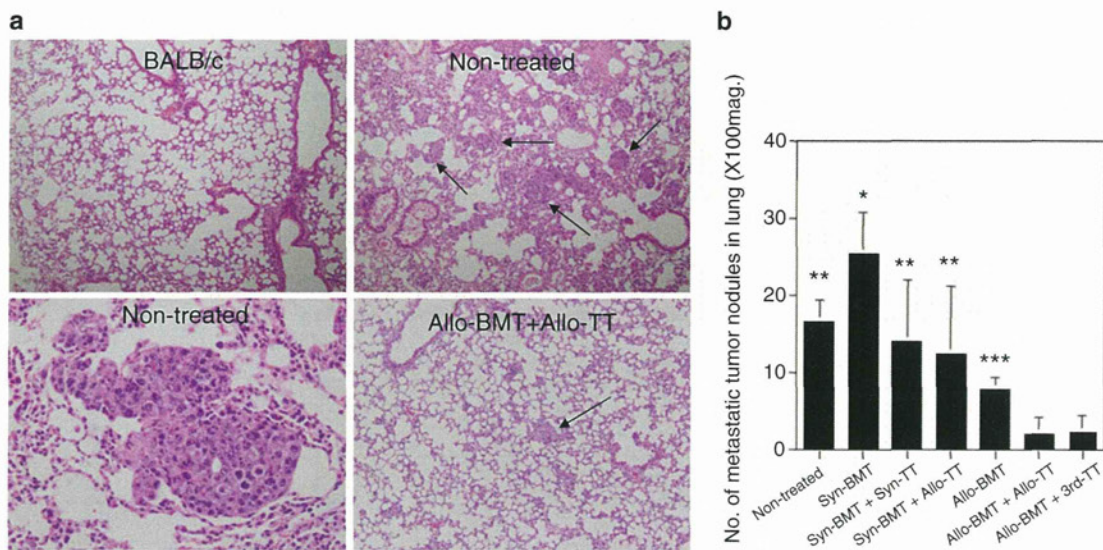 a
BALB/c
Non-treated
Non-treated
Allo-BMT+Allo-TT
b
No. of metastatic tumor nodules in lung (X100mag.)
40
30
20
10
0
**
*
**
**
***
Non-treated
Syn-BMT
Syn-BMT + Syn-TT
Syn-BMT + Allo-TT
Allo-BMT
Allo-BMT + Allo-TT
Allo-BMT + 3rd-TT